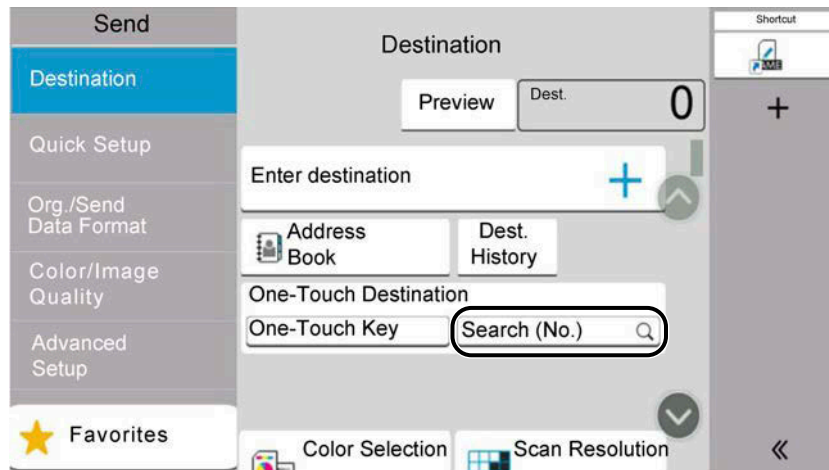 Send
Destination
Quick Setup
Org./Send
Data Format
Color/Image
Quality
Advanced
Setup
Favorites
Destination
Preview
Dest.
0
Enter destination
Address
Book
Dest.
History
One-Touch Destination
One-Touch Key
Search (No.)
Color Selection
Scan Resolution
Shortcut